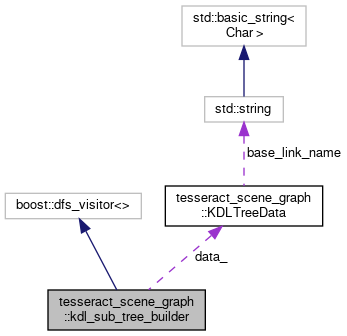 std::basic_string<
Char >
std::string
base_link_name
tesseract_scene_graph
::KDLTreeData
boost::dfs_visitor<>
data_
tesseract_scene_graph
::kdl_sub_tree_builder